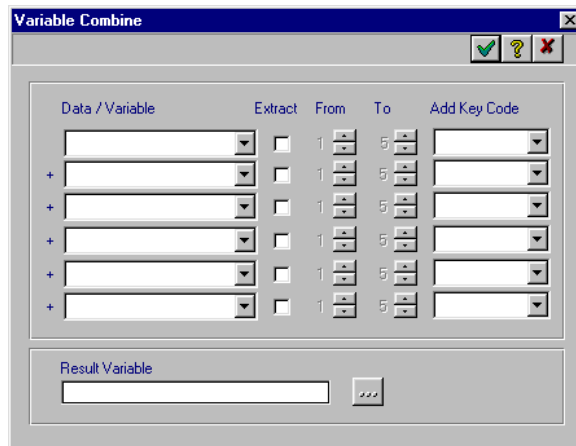 Variable Combine
Data / Variable Extract From To Add Key Code
1 5
+ 1 5
+ 1 5
+ 1 5
+ 1 5
+ 1 5
Result Variable
...